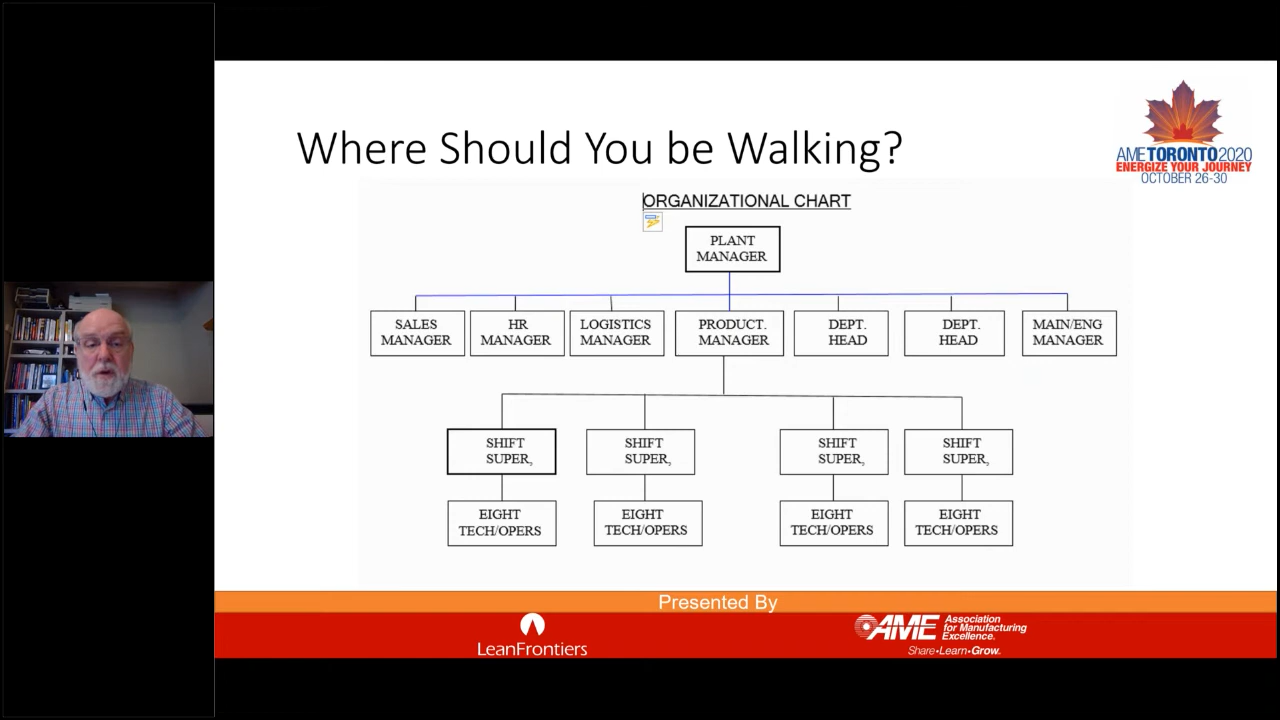 Where Should You be Walking?
AMETORONTO2020
ENERGIZE YOUR JOURNEY
OCTOBER 26-30
ORGANIZATIONAL CHART
PLANT
MANAGER
SALES
MANAGER
HR
MANAGER
LOGISTICS
MANAGER
PRODUCT.
MANAGER
DEPT.
HEAD
DEPT.
HEAD
MAIN/ENG
MANAGER
SHIFT
SUPER,
SHIFT
SUPER,
SHIFT
SUPER,
SHIFT
SUPER,
EIGHT
TECH/OPERS
EIGHT
TECH/OPERS
EIGHT
TECH/OPERS
EIGHT
TECH/OPERS
Presented By
LeanFrontiers
AME
Association
for Manufacturing
Excellence.
Share•Learn•Grow.